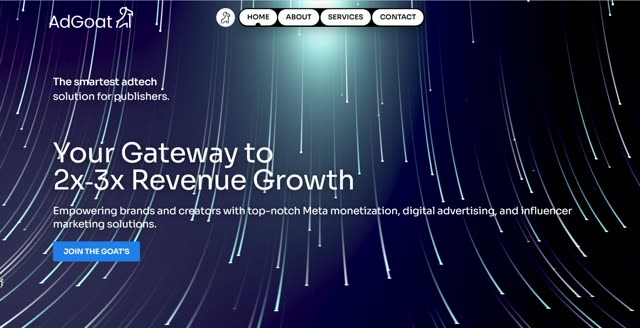 AdGoat
HOME
ABOUT
SERVICES
CONTACT
The smartest adtech
solution for publishers.
Your Gateway to
2x-3x Revenue Growth
Empowering brands and creators with top-notch Meta monetization, digital advertising, and influencer
marketing solutions.
JOIN THE GOAT'S